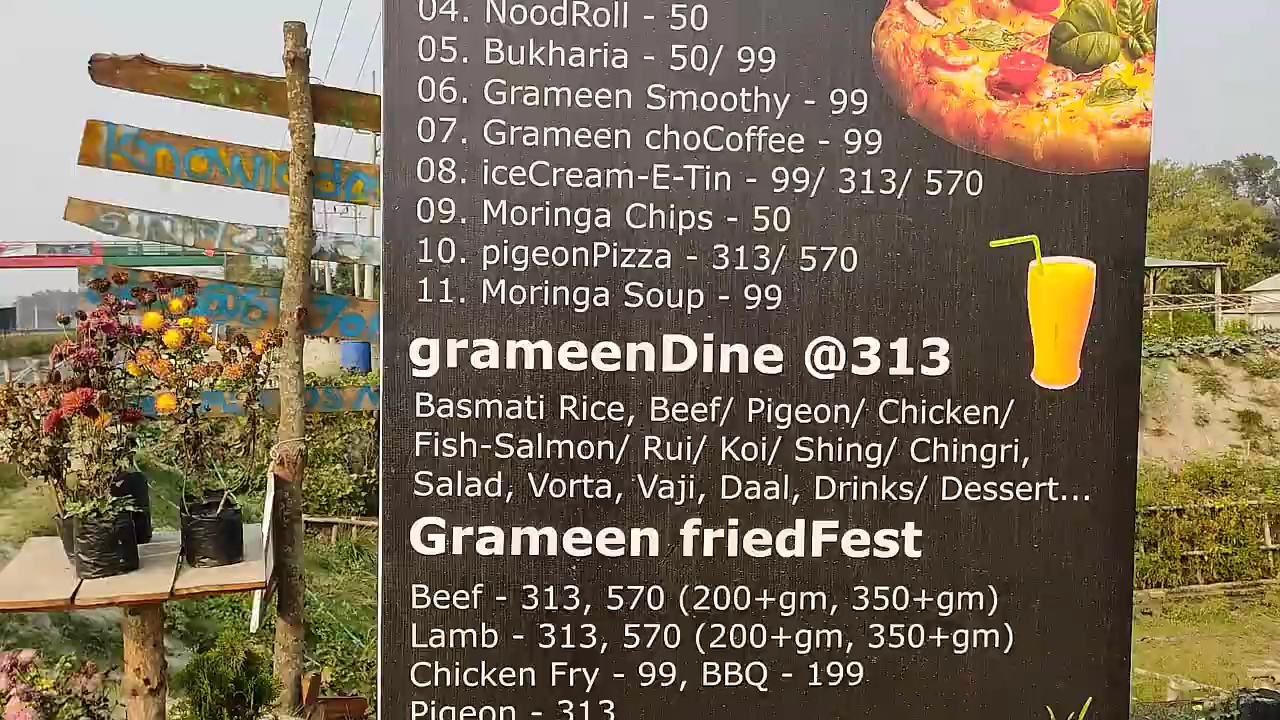 04. NoodRoll - 50
05. Bukharia - 50/ 99
06. Grameen Smoothy - 99
07. Grameen choCoffee - 99
08. iceCream-E-Tin - 99/ 313/ 570
09. Moringa Chips - 50
10. pigeonPizza - 313/ 570
11. Moringa Soup - 99
grameenDine @313
Basmati Rice, Beef/ Pigeon/ Chicken/
Fish-Salmon/ Rui/ Koi/ Shing/ Chingri,
Salad, Vorta, Vaji, Daal, Drinks/ Dessert...
Grameen friedFest
Beef - 313, 570 (200+gm, 350+gm)
Lamb - 313, 570 (200+gm, 350+gm)
Chicken Fry - 99, BBQ - 199
Pigeon - 313